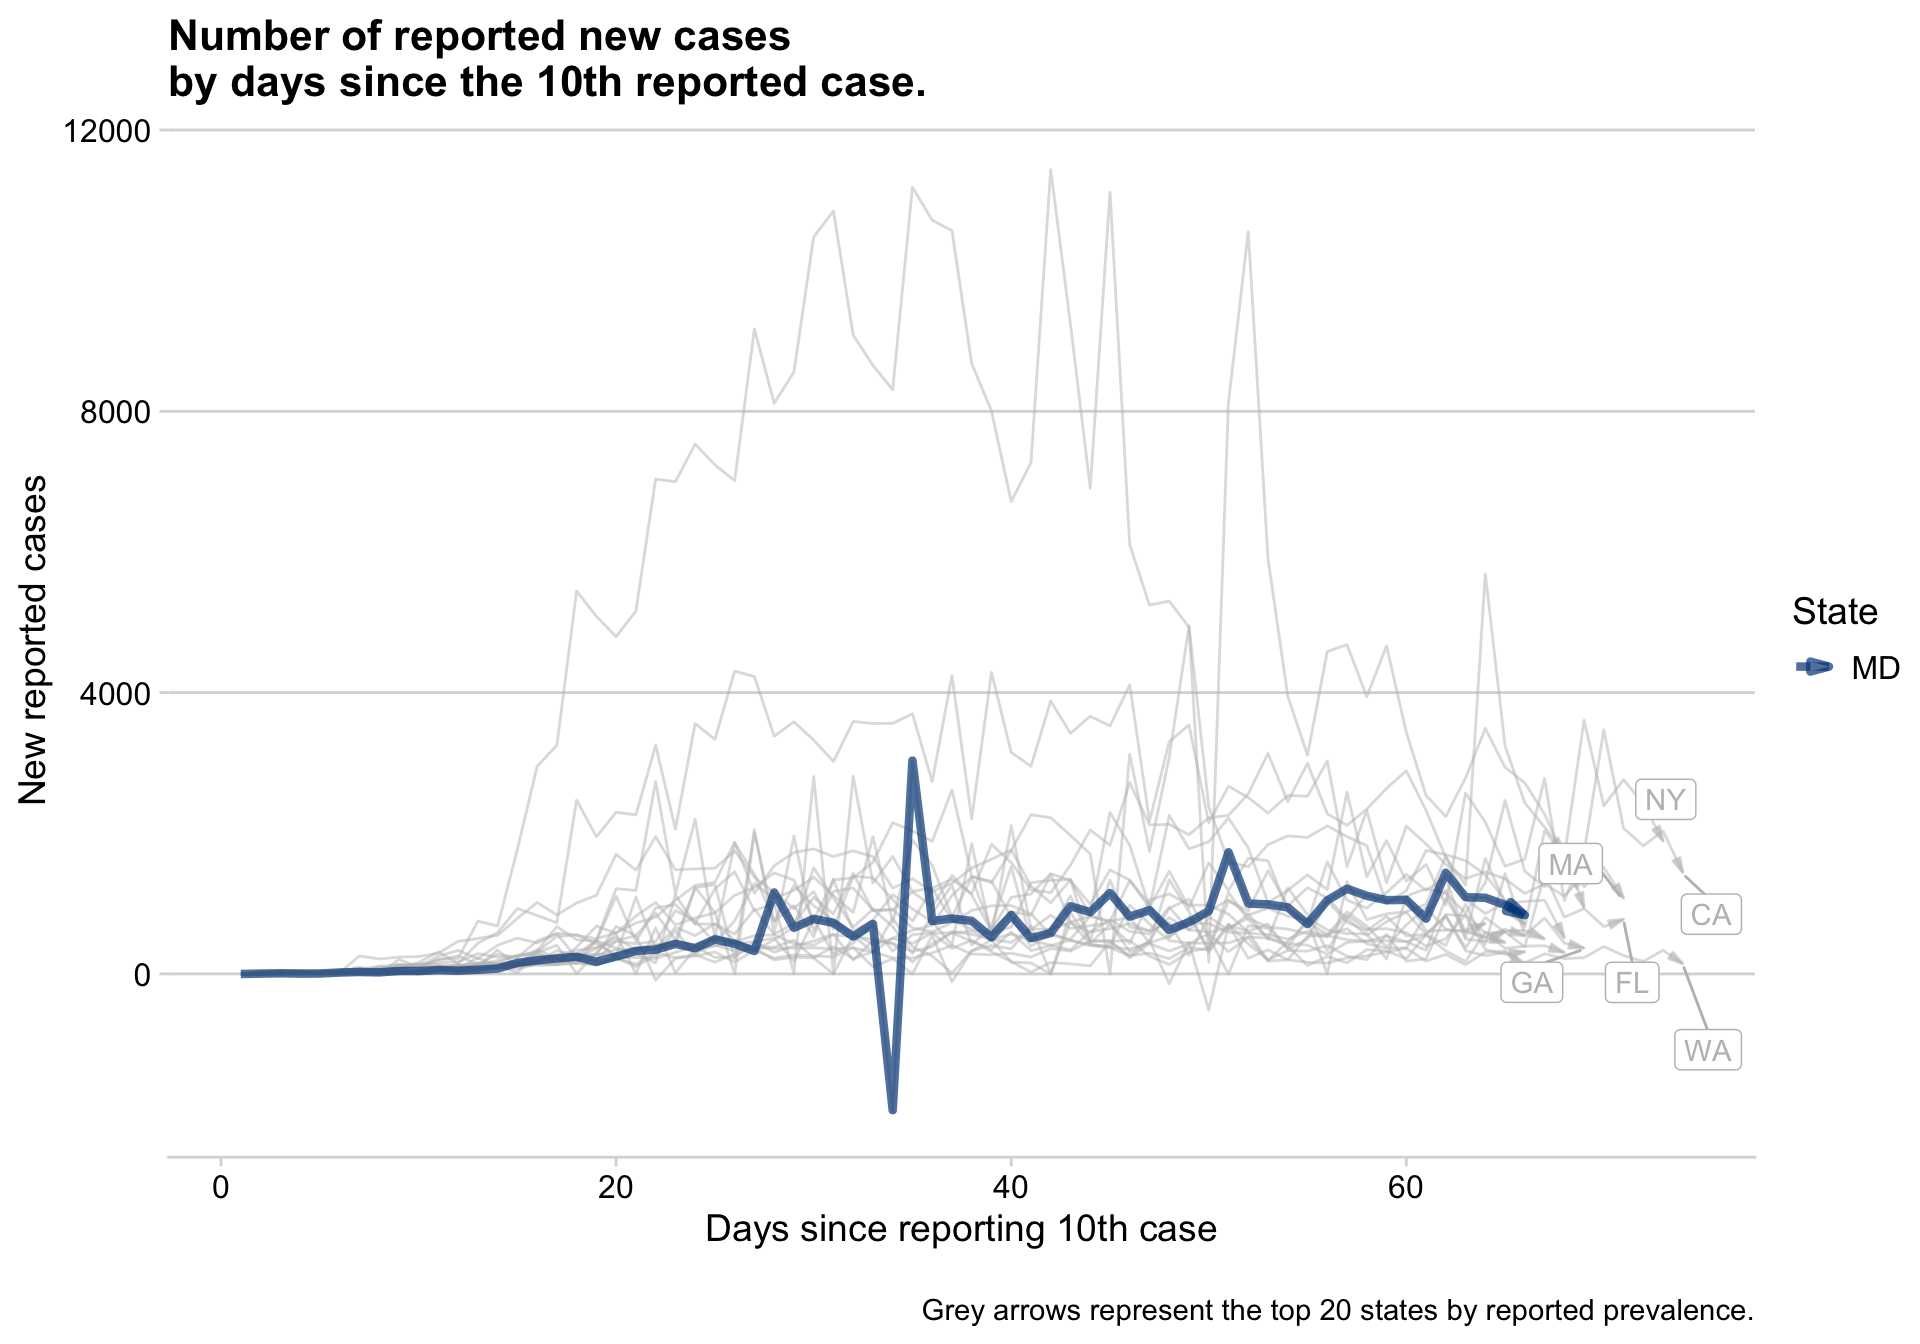 Number of reported new cases
by days since the 10th reported case.
12000
8000
4000
0
New reported cases
NY
MA
CA
GA
FL
WA
State
MD
0
20
40
60
Days since reporting 10th case
Grey arrows represent the top 20 states by reported prevalence.